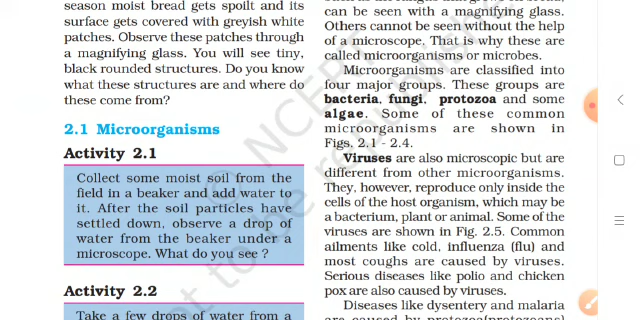 season moist bread gets spoilt and its
surface gets covered with greyish white
patches. Observe these patches through
a magnifying glass. You will see tiny,
black rounded structures. Do you know
what these structures are and where do
these come from?
2.1 Microorganisms
Activity 2.1
Collect some moist soil from the
field in a beaker and add water to
it. After the soil particles have
settled down, observe a drop of
water from the beaker under a
microscope. What do you see ?
Activity 2.2
Take a few drops of water from a
can be seen with a magnifying glass.
Others cannot be seen without the help
of a microscope. That is why these are
called microorganisms or microbes.
Microorganisms are classified into
four major groups. These groups are
bacteria, fungi, protozoa and some
algae. Some of these common
microorganisms are shown in
Figs. 2.1 - 2.4.
Viruses are also microscopic but are
different from other microorganisms.
They, however, reproduce only inside the
cells of the host organism, which may be
a bacterium, plant or animal. Some of the
viruses are shown in Fig. 2.5. Common
ailments like cold, influenza (flu) and
most coughs are caused by viruses.
Serious diseases like polio and chicken
pox are also caused by viruses.
Diseases like dysentery and malaria
are caused by protozoa(protozoans)
© NCERT
not to be republished